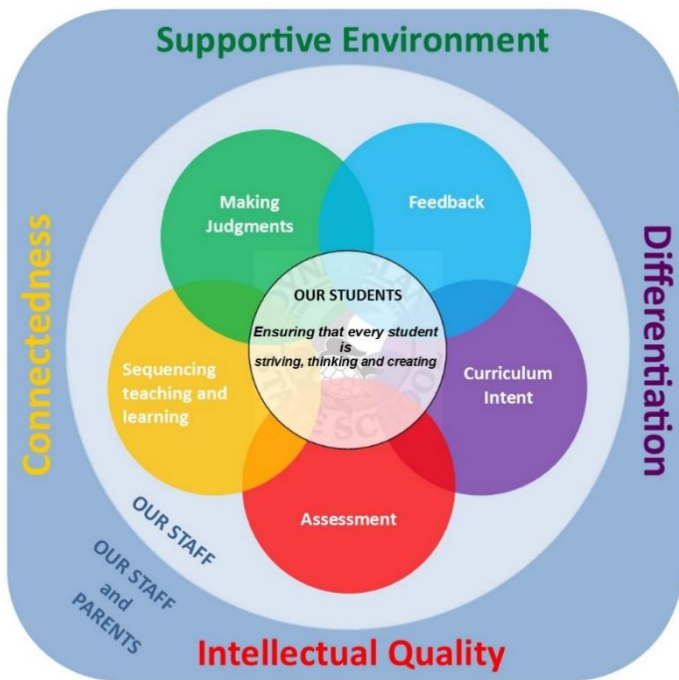 Supportive Environment
Making
Judgments
Feedback
Connectedness
Differentiation
OUR STUDENTS
Ensuring that every student
is
striving, thinking and creating
Sequencing
teaching and
learning
Curriculum
Intent
Assessment
OUR STAFF
OUR STAFF
and
PARENTS
Intellectual Quality